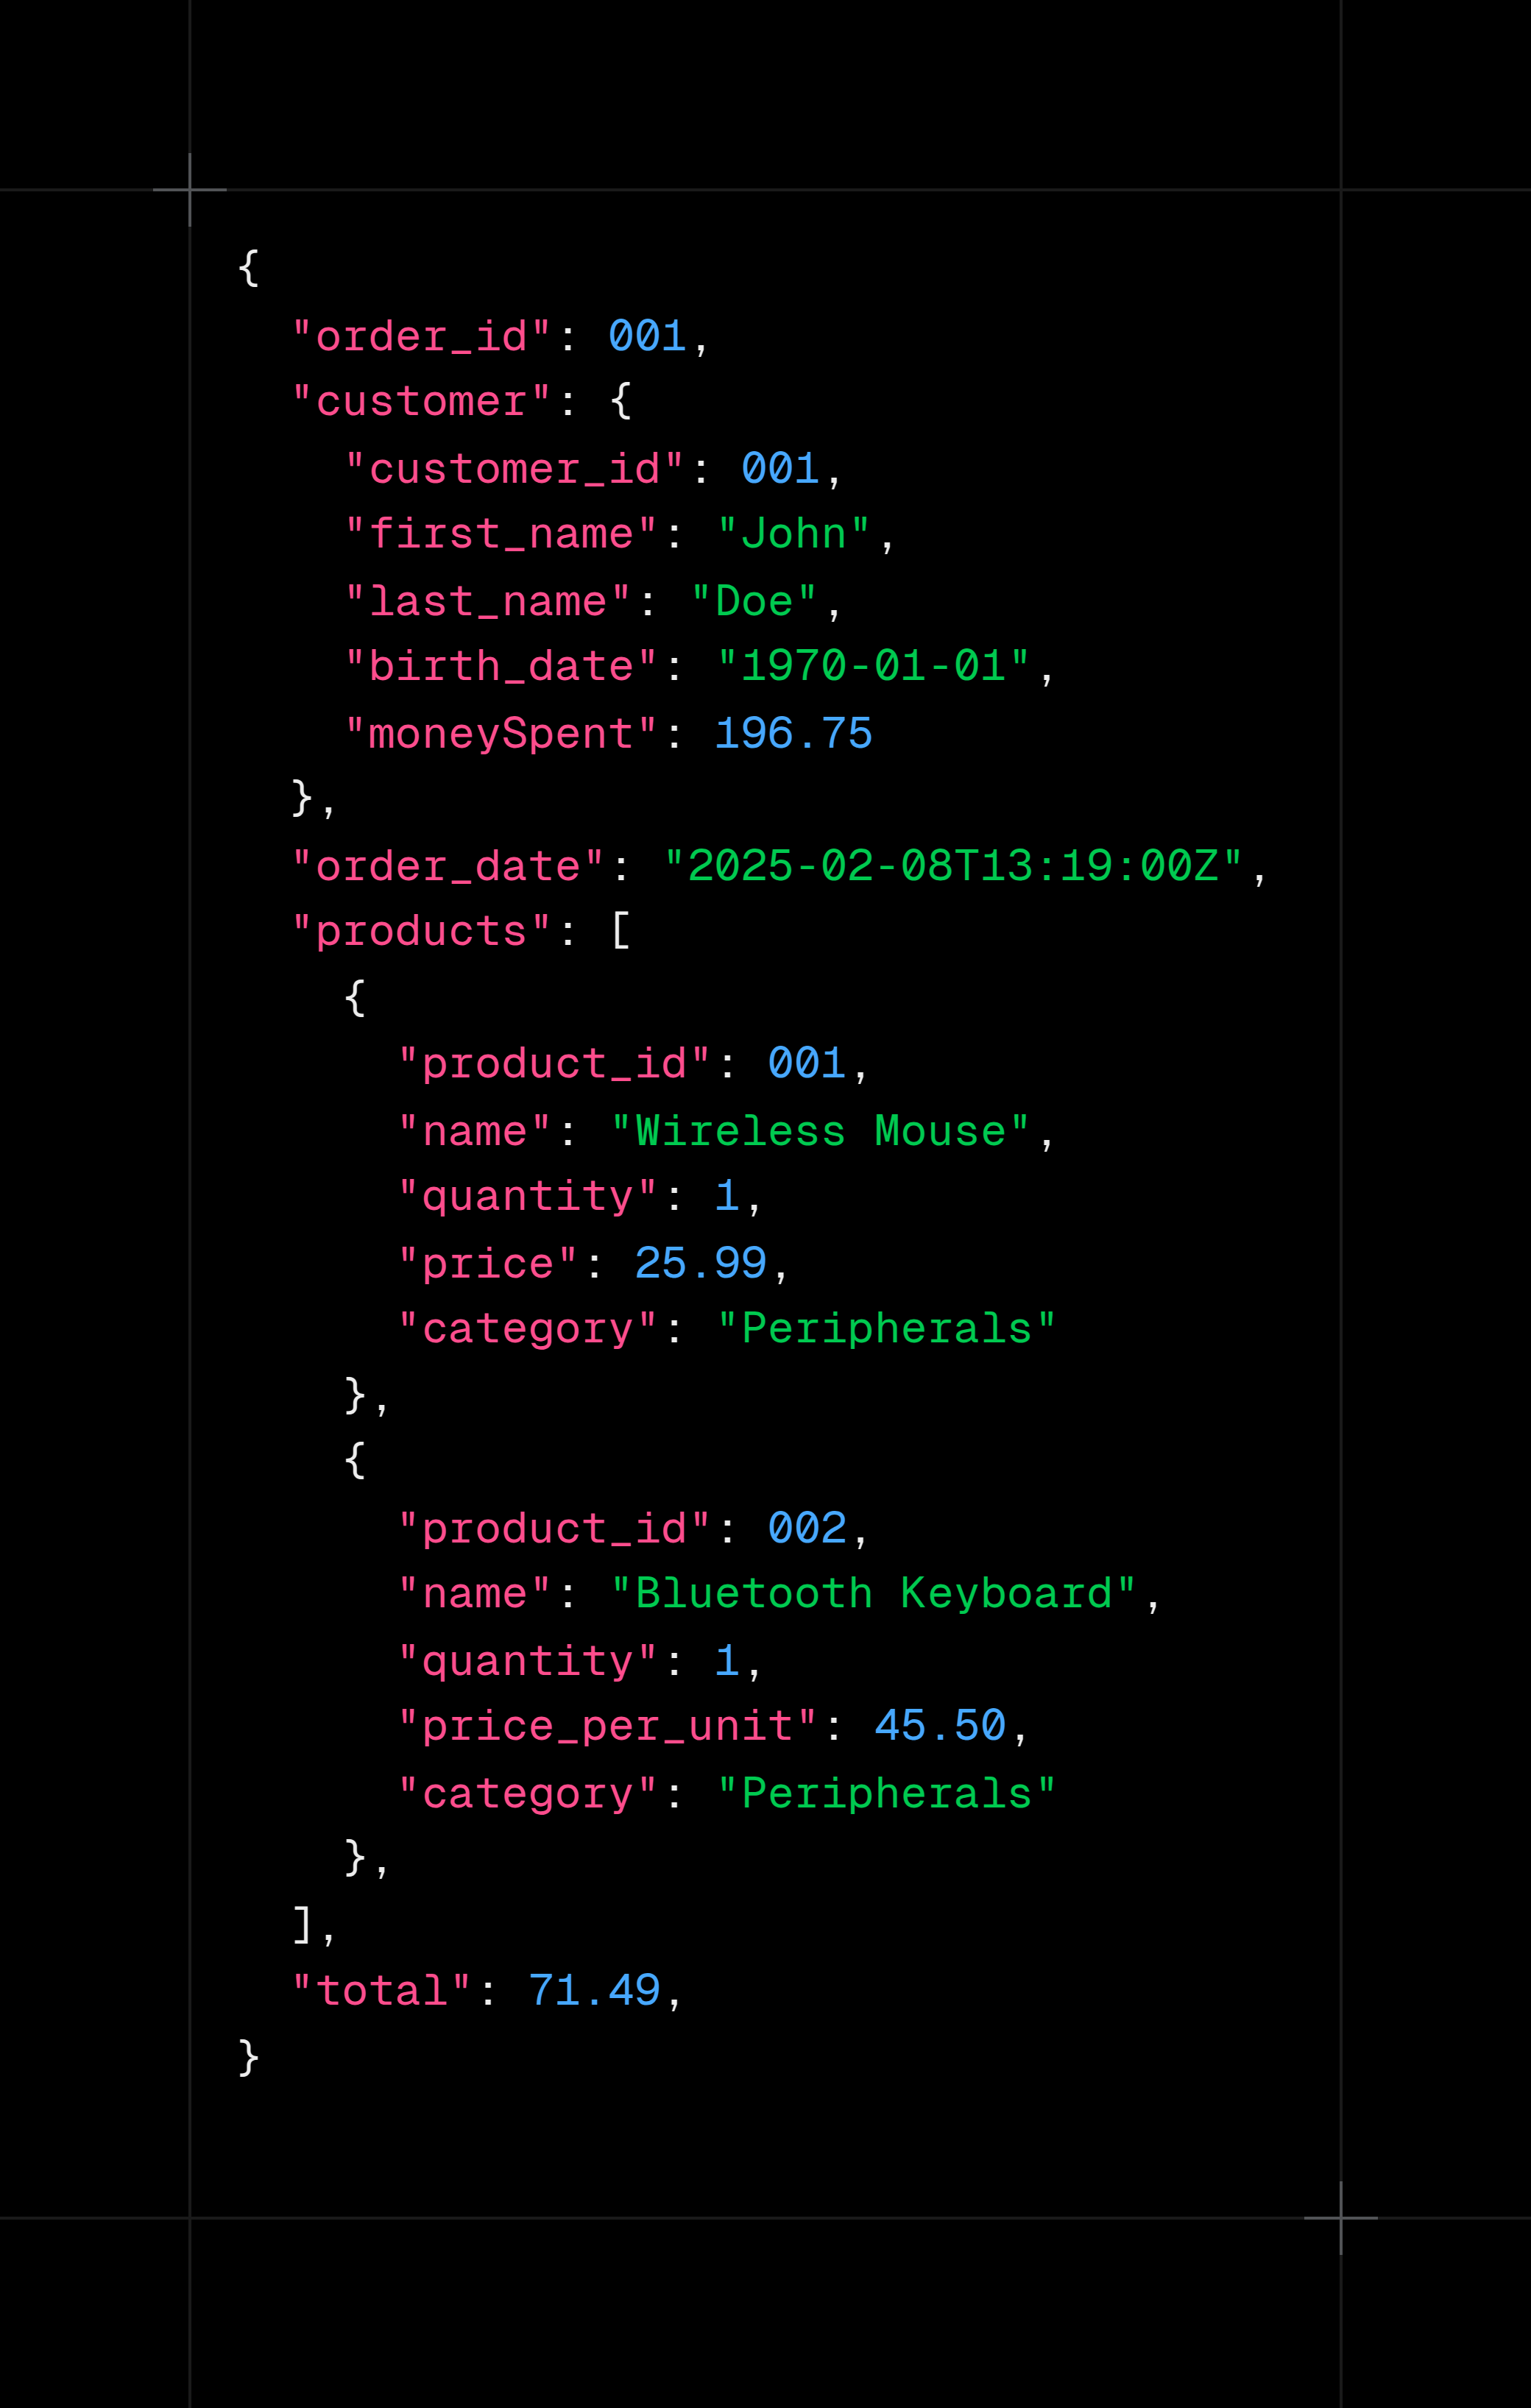 {
  "order_id": 001,
  "customer": {
    "customer_id": 001,
    "first_name": "John",
    "last_name": "Doe",
    "birth_date": "1970-01-01",
    "moneySpent": 196.75
  },
  "order_date": "2025-02-08T13:19:00Z",
  "products": [
    {
      "product_id": 001,
      "name": "Wireless Mouse",
      "quantity": 1,
      "price": 25.99,
      "category": "Peripherals"
    },
    {
      "product_id": 002,
      "name": "Bluetooth Keyboard",
      "quantity": 1,
      "price_per_unit": 45.50,
      "category": "Peripherals"
    },
  ],
  "total": 71.49,
}